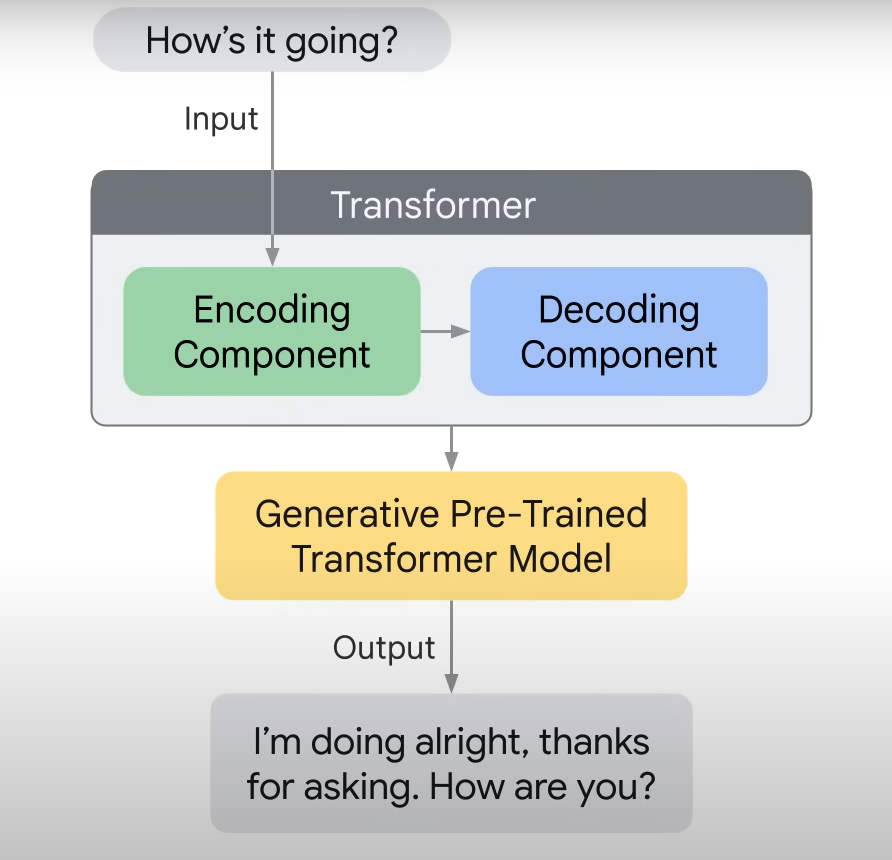 How’s it going?
Input
Transformer
Encoding
Component
Decoding
Component
Generative Pre-Trained
Transformer Model
Output
I’m doing alright, thanks
for asking. How are you?